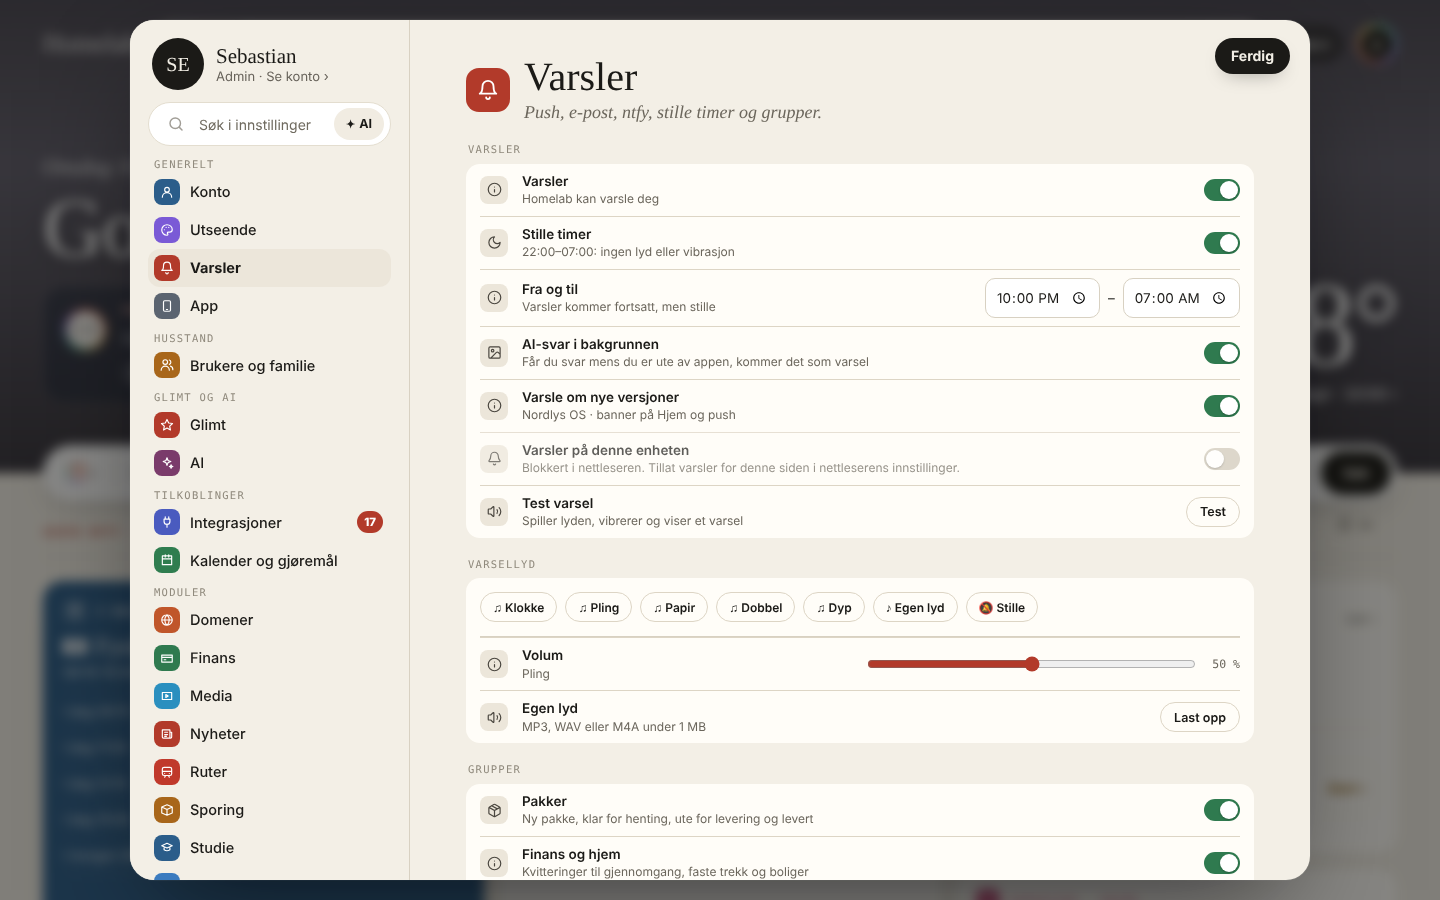 SE
Sebastian
Admin · Se konto ›
Søk i innstillinger
✦ AI
GENERELT
Konto
Utseende
Varsler
App
HUSSTAND
Brukere og familie
GLIMT OG AI
Glimt
AI
TILKOBLINGER
Integrasjoner
17
Kalender og gjøremål
MODULER
Domener
Finans
Media
Nyheter
Ruter
Sporing
Studie
Ferdig
Varsler
Push, e-post, ntfy, stille timer og grupper.
VARSLER
Varsler
Homelab kan varsle deg
Stille timer
22:00–07:00: ingen lyd eller vibrasjon
Fra og til
Varsler kommer fortsatt, men stille
10:00 PM – 07:00 AM
AI-svar i bakgrunnen
Får du svar mens du er ute av appen, kommer det som varsel
Varsle om nye versjoner
Nordlys OS · banner på Hjem og push
Varsler på denne enheten
Blokkert i nettleseren. Tillat varsler for denne siden i nettleserens innstillinger.
Test varsel
Spiller lyden, vibrerer og viser et varsel
Test
VARSELLYD
♫ Klokke ♫ Pling ♫ Papir ♫ Dobbel ♫ Dyp ♪ Egen lyd 🔕 Stille
Volum
Pling
50 %
Egen lyd
MP3, WAV eller M4A under 1 MB
Last opp
GRUPPER
Pakker
Ny pakke, klar for henting, ute for levering og levert
Finans og hjem
Kvitteringer til gjennomgang, faste trekk og boliger